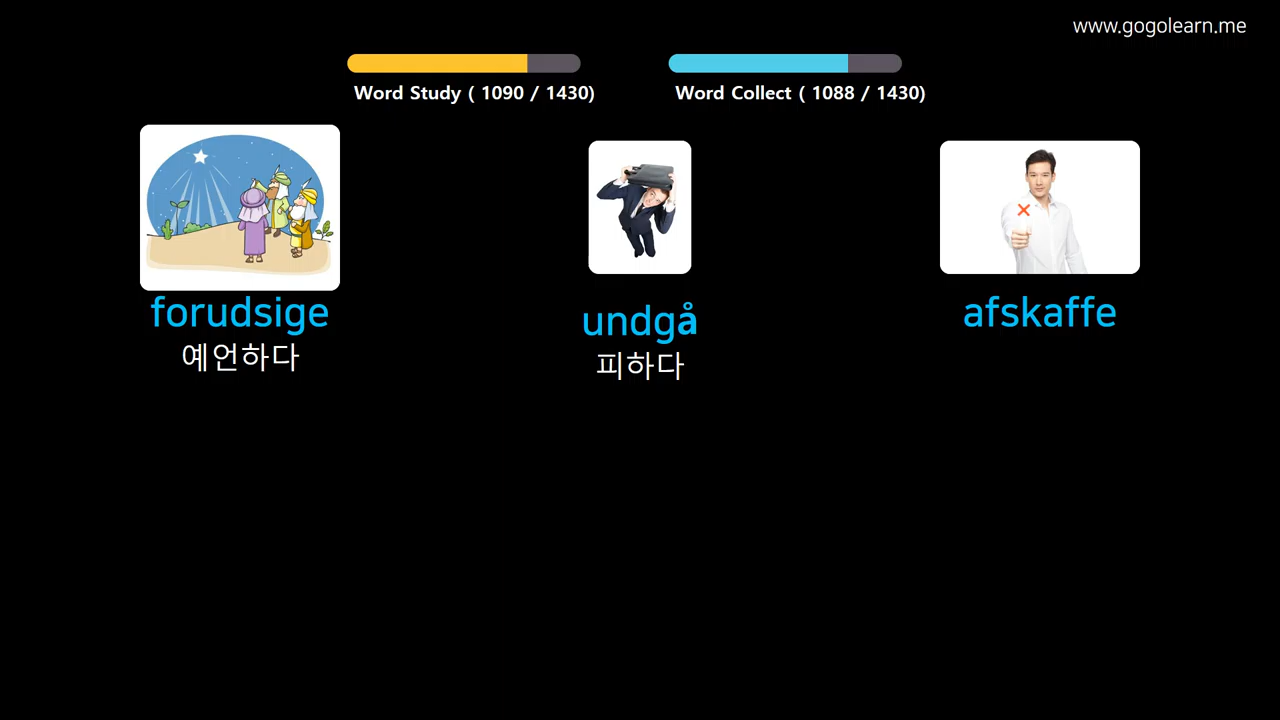 www.gogolearn.me
Word Study ( 1090 / 1430)
Word Collect ( 1088 / 1430)
forudsige
예언하다
undgå
피하다
afskaffe